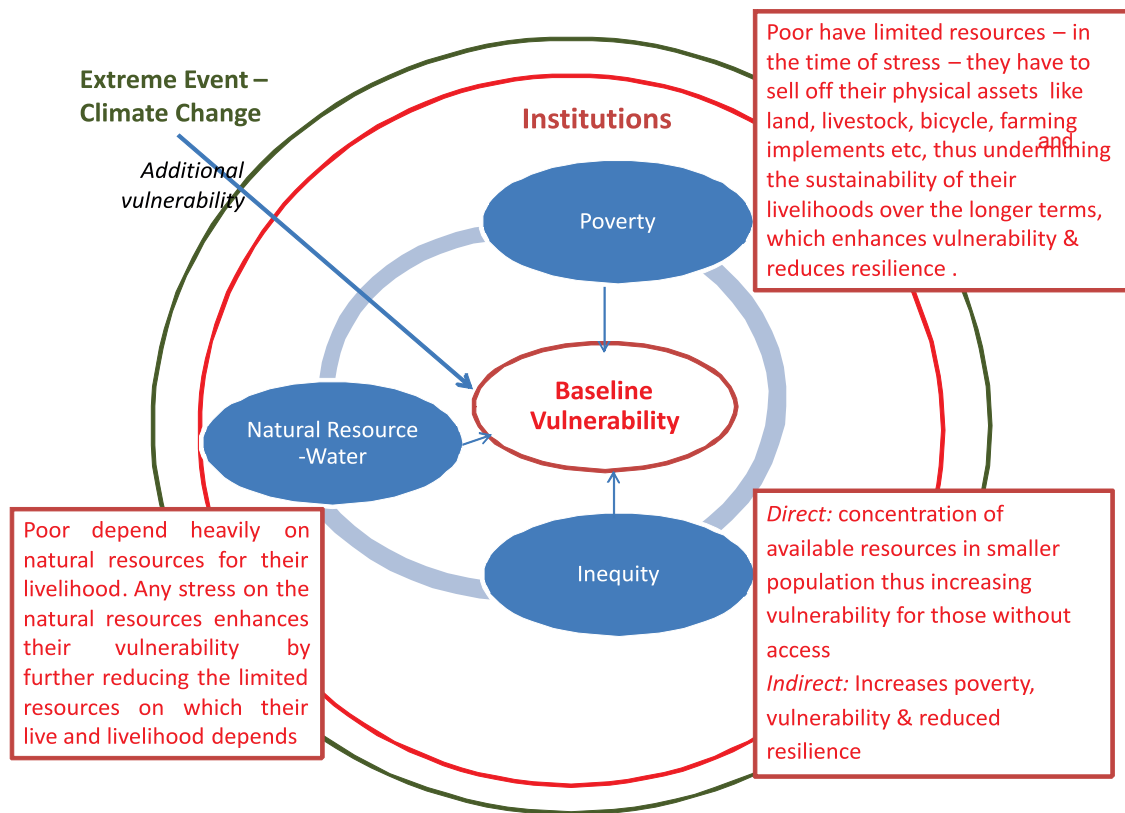 Extreme Event –
Climate Change
Additional
vulnerability
Institutions
Poor have limited resources – in
the time of stress – they have to
sell off their physical assets like
land, livestock, bicycle, farming
and
implements etc, thus undermining
the sustainability of their
livelihoods over the longer terms,
which enhances vulnerability &
reduces resilience .
Poverty
Baseline
Vulnerability
Natural Resource
-Water
Inequity
Poor depend heavily on
natural resources for their
livelihood. Any stress on the
natural resources enhances
their vulnerability by
further reducing the limited
resources on which their
live and livelihood depends
Direct: concentration of
available resources in smaller
population thus increasing
vulnerability for those without
access
Indirect: Increases poverty,
vulnerability & reduced
resilience